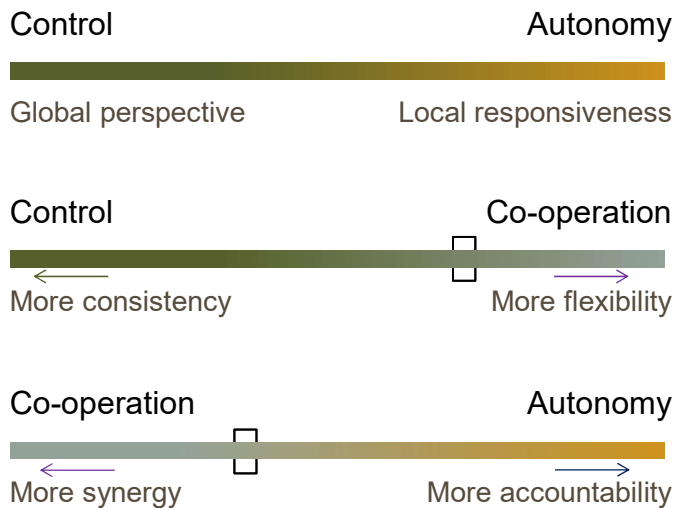 Control Autonomy
Global perspective Local responsiveness
Control Co-operation
More consistency More flexibility
Co-operation Autonomy
More synergy More accountability